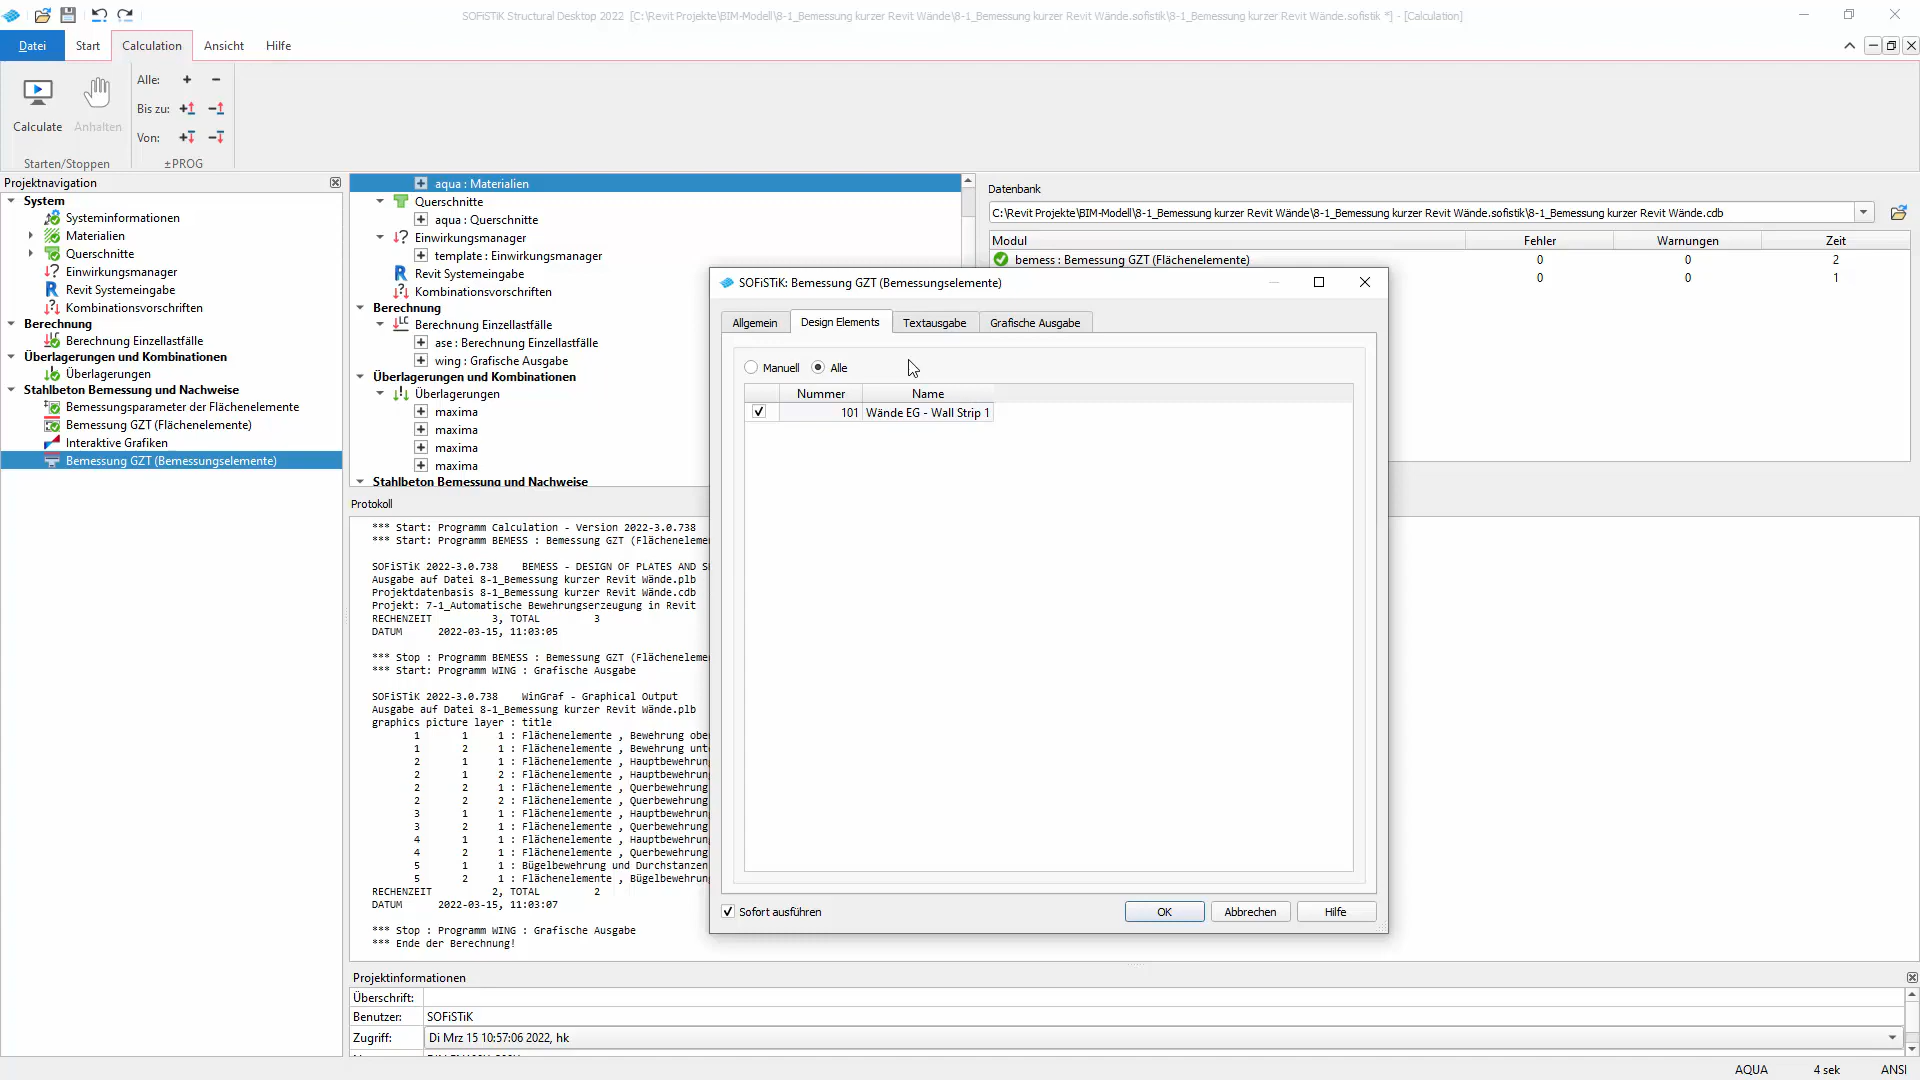 SOFiSTiK Structural Desktop 2022 [C:\Revit Projekte\BIM-Modell\8-1_Bemessung kurzer Revit Wände\8-1_Bemessung kurzer Revit Wände.sofistik\8-1_Bemessung kurzer Revit Wände.sofistik *] - [Calculation]
Datei Start Calculation Ansicht Hilfe
Alle: + -
Bis zu:
Von:
Calculate Anhalten
Starten/Stoppen ±PROG
Projektnavigation
System
Systeminformationen
Materialien
Querschnitte
Einwirkungsmanager
Revit Systemeingabe
Kombinationsvorschriften
Berechnung
Berechnung Einzellastfälle
Überlagerungen und Kombinationen
Überlagerungen
Stahlbeton Bemessung und Nachweise
Bemessungsparameter der Flächenelemente
Bemessung GZT (Flächenelemente)
Interaktive Grafiken
Bemessung GZT (Bemessungselemente)
aqua : Materialien
Querschnitte
aqua : Querschnitte
Einwirkungsmanager
template : Einwirkungsmanager
Revit Systemeingabe
Kombinationsvorschriften
Berechnung
Berechnung Einzellastfälle
ase : Berechnung Einzellastfälle
wing : Grafische Ausgabe
Überlagerungen und Kombinationen
Überlagerungen
maxima
maxima
maxima
maxima
Stahlbeton Bemessung und Nachweise
Datenbank
C:\Revit Projekte\BIM-Modell\8-1_Bemessung kurzer Revit Wände\8-1_Bemessung kurzer Revit Wände.sofistik\8-1_Bemessung kurzer Revit Wände.cdb
Modul Fehler Warnungen Zeit
bemess : Bemessung GZT (Flächenelemente) 0 0 2
0 0 1
SOFiSTiK: Bemessung GZT (Bemessungselemente)
Allgemein Design Elements Textausgabe Grafische Ausgabe
Manuell Alle
Nummer Name
101 Wände EG - Wall Strip 1
Sofort ausführen OK Abbrechen Hilfe
Protokoll
*** Start: Programm Calculation - Version 2022-3.0.738
*** Start: Programm BEMESS : Bemessung GZT (Flächenelemen
SOFiSTiK 2022-3.0.738 BEMESS - DESIGN OF PLATES AND S
Ausgabe auf Datei 8-1_Bemessung kurzer Revit Wände.plb
Projektdatenbasis 8-1_Bemessung kurzer Revit Wände.cdb
Projekt: 7-1_Automatische Bewehrungserzeugung in Revit
RECHENZEIT 3, TOTAL 3
DATUM 2022-03-15, 11:03:05
*** Stop : Programm BEMESS : Bemessung GZT (Flächenelemen
*** Start: Programm WING : Grafische Ausgabe
SOFiSTiK 2022-3.0.738 WinGraf - Graphical Output
Ausgabe auf Datei 8-1_Bemessung kurzer Revit Wände.plb
graphics picture layer : title
1 1 1 : Flächenelemente , Bewehrung obe
1 2 1 : Flächenelemente , Bewehrung unt
2 1 1 : Flächenelemente , Hauptbewehrung
2 1 2 : Flächenelemente , Hauptbewehrung
2 2 1 : Flächenelemente , Querbewehrung
2 2 2 : Flächenelemente , Querbewehrung
3 1 1 : Flächenelemente , Hauptbewehrung
3 2 1 : Flächenelemente , Querbewehrung
4 1 1 : Flächenelemente , Hauptbewehrung
4 2 1 : Flächenelemente , Querbewehrung
5 1 1 : Bügelbewehrung und Durchstanzen
5 2 1 : Flächenelemente , Bügelbewehrung
RECHENZEIT 2, TOTAL 2
DATUM 2022-03-15, 11:03:07
*** Stop : Programm WING : Grafische Ausgabe
*** Ende der Berechnung!
Projektinformationen
Überschrift:
Benutzer: SOFiSTiK
Zugriff: Di Mrz 15 10:57:06 2022, hk
AQUA 4 sek ANSI